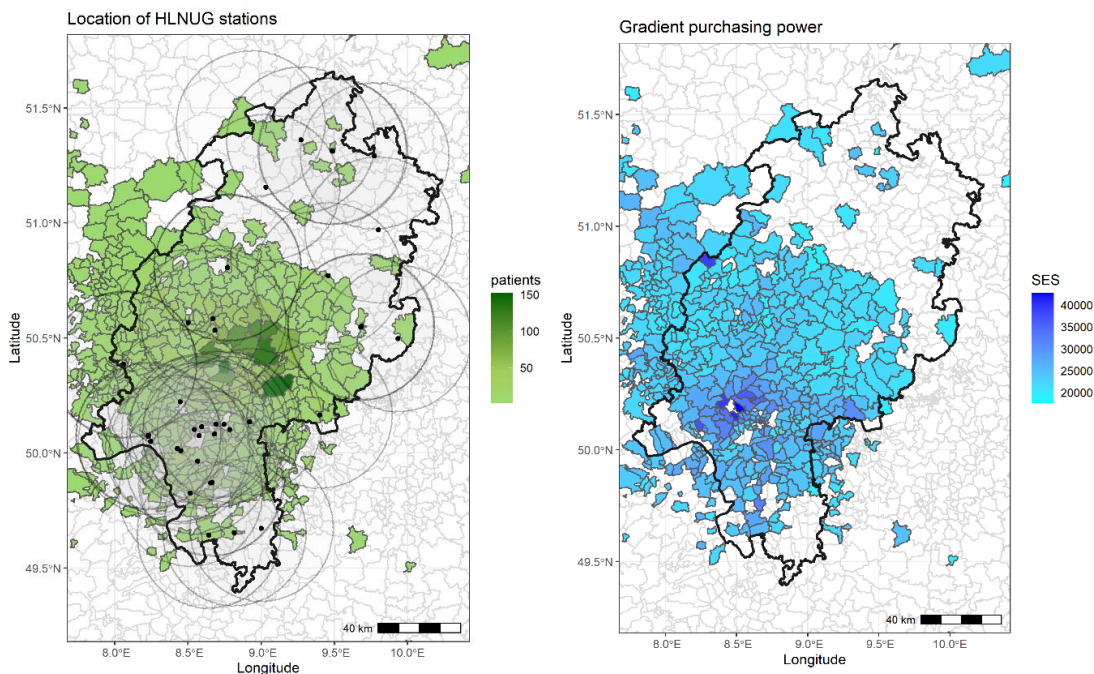 Location of HLNUG stations
51.5°N
51.0°N
50.5°N
50.0°N
49.5°N
Latitude
8.0°E 8.5°E 9.0°E 9.5°E 10.0°E
Longitude
40 km
patients
150
100
50
Gradient purchasing power
51.5°N
51.0°N
50.5°N
50.0°N
49.5°N
Latitude
8.0°E 8.5°E 9.0°E 9.5°E 10.0°E
Longitude
40 km
SES
40000
35000
30000
25000
20000